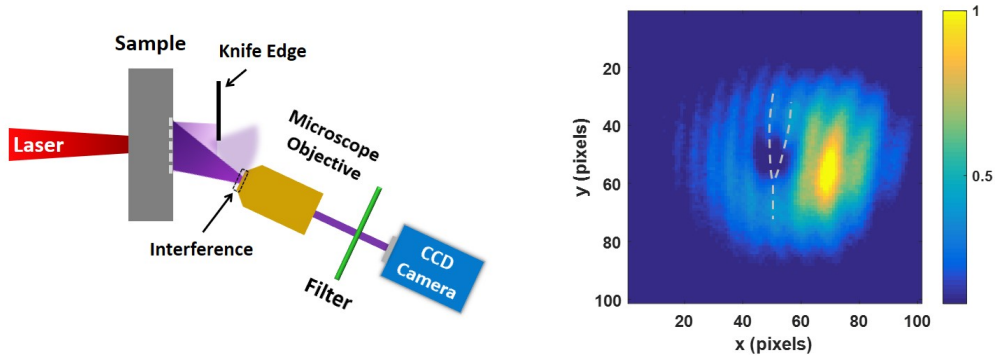 Sample
Knife Edge
Laser
Microscope
Objective
Interference
Filter
CCD
Camera
1
0.5
20
40
60
80
100
y (pixels)
20
40
60
80
100
x (pixels)